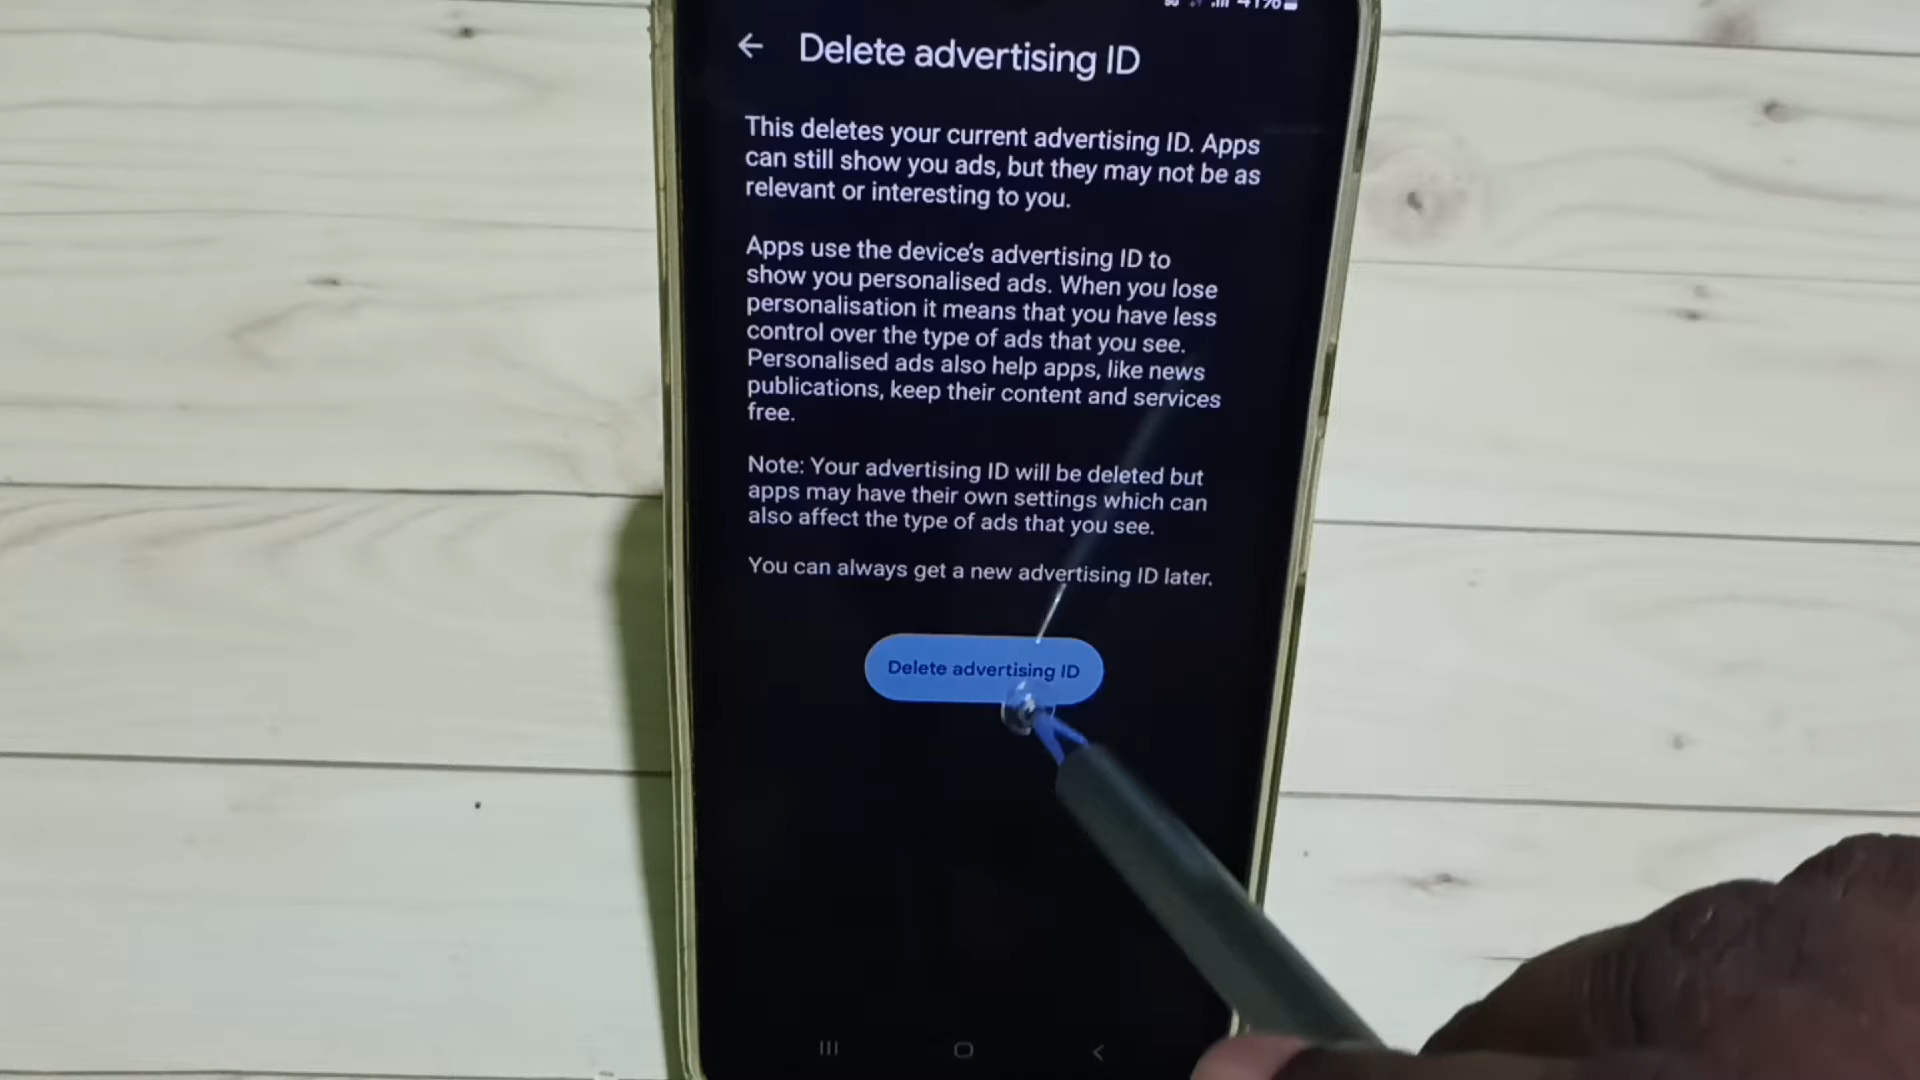 Delete advertising ID
This deletes your current advertising ID. Apps
can still show you ads, but they may not be as
relevant or interesting to you.
Apps use the device's advertising ID to
show you personalised ads. When you lose
personalisation it means that you have less
control over the type of ads that you see.
Personalised ads also help apps, like news
publications, keep their content and services
free.
Note: Your advertising ID will be deleted but
apps may have their own settings which can
also affect the type of ads that you see.
You can always get a new advertising ID later.
Delete advertising ID